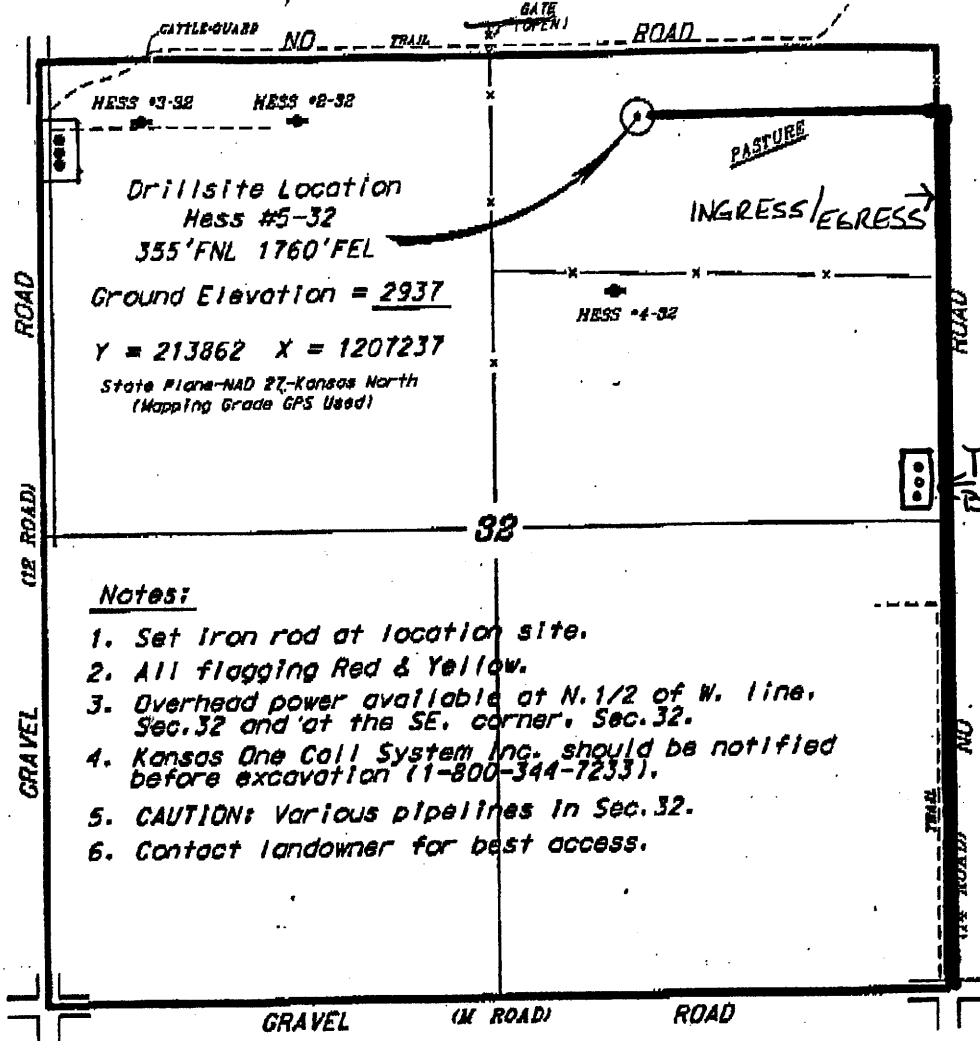 GATE
CATTLE-GUARD
(OPEN)
NO
TRAIL
ROAD
HESS #3-32
HESS #2-32
PASTURE
Drillsite Location
Hess #5-32
355'FNL 1760'FEL
INGRESS/EGRESS
Ground Elevation = 2937
HESS #4-32
ROAD
ROAD
Y = 213862 X = 1207237
State Plane-NAD 27-Kansas North
(Mapping Grade GPS Used)
(12 ROAD)
32
Notes:
1. Set iron rod at location site.
2. All flagging Red & Yellow.
3. Overhead power available at N.1/2 of W. line,
Sec.32 and at the SE. corner, Sec.32.
4. Kansas One Call System Inc. should be notified
before excavation (1-800-344-7233).
5. CAUTION: Various pipelines in Sec.32.
6. Contact landowner for best access.
GRAVEL
NO
TRAIL
(14 ROAD)
GRAVEL
(M ROAD)
ROAD